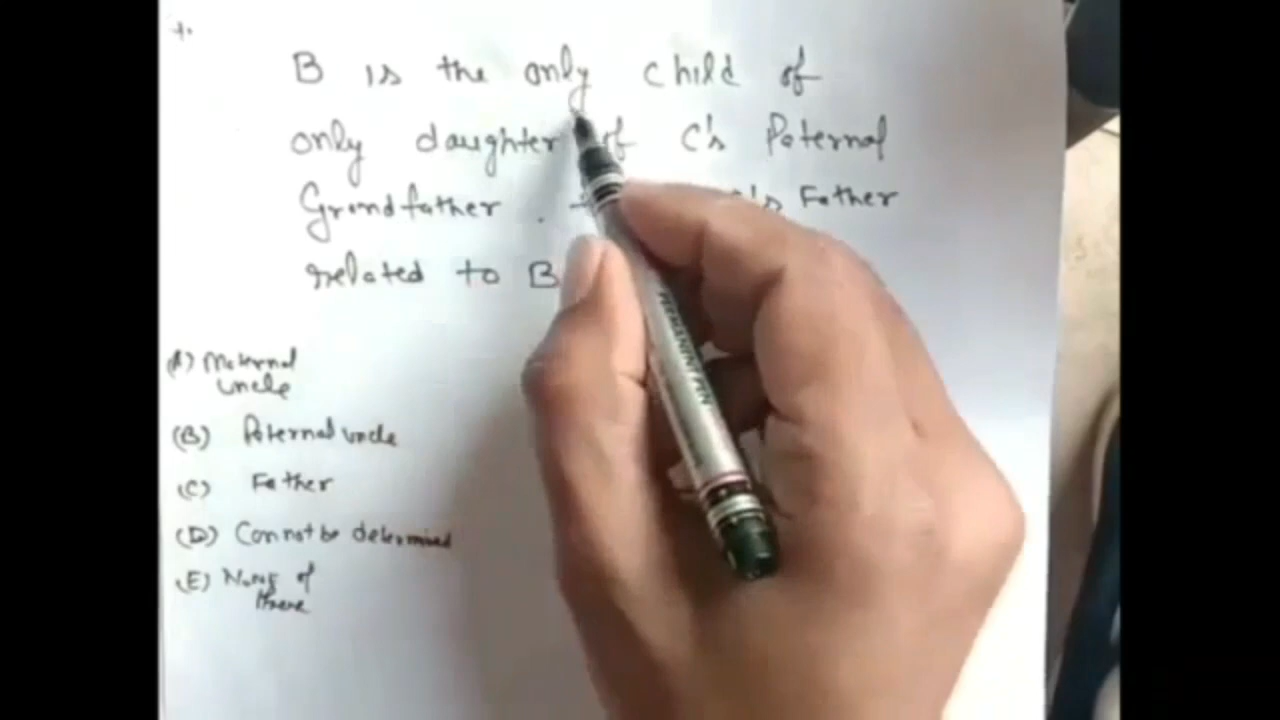 B is the only child of
only daughter of C's Paternal
Grandfather. 's Father
related to B
(A) Maternal
uncle
(B) Paternal uncle
(C) Father
(D) Cannot be determined
(E) None of
these
PERMANENT